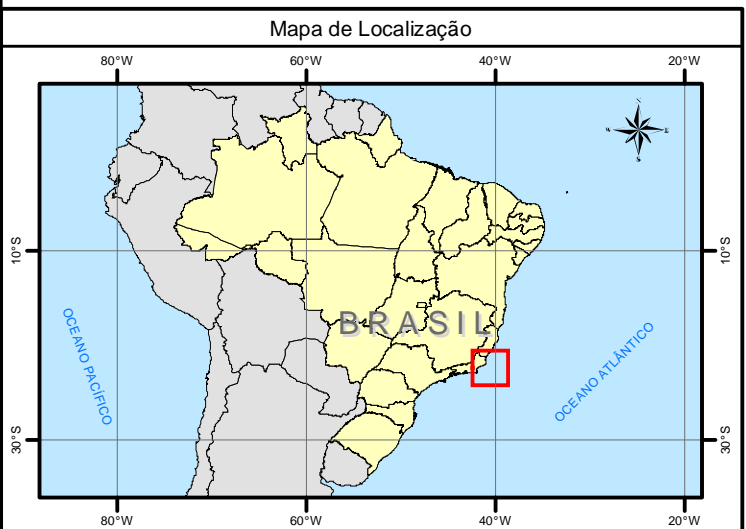 Mapa de Localização
80°W 60°W 40°W 20°W
N
W E
S
10°S 10°S
BRASIL
OCEANO PACÍFICO
OCEANO ATLÂNTICO
30°S 30°S
80°W 60°W 40°W 20°W